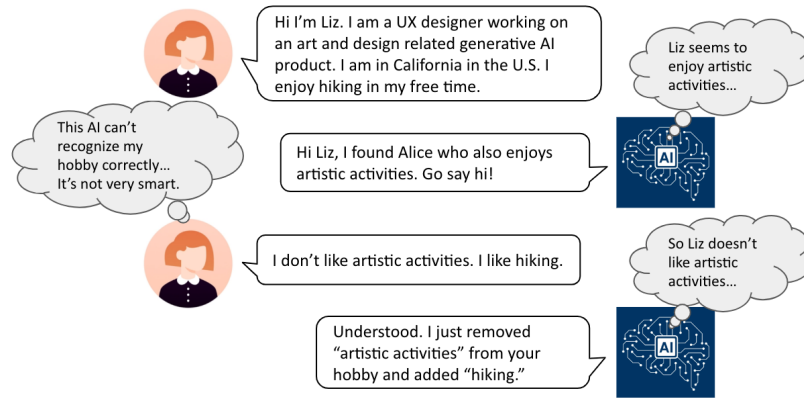 Hi I’m Liz. I am a UX designer working on
an art and design related generative AI
product. I am in California in the U.S. I
enjoy hiking in my free time.
Liz seems to
enjoy artistic
activities…
This AI can’t
recognize my
hobby correctly…
It’s not very smart.
Hi Liz, I found Alice who also enjoys
artistic activities. Go say hi!
AI
I don’t like artistic activities. I like hiking.
So Liz doesn’t
like artistic
activities…
Understood. I just removed
“artistic activities” from your
hobby and added “hiking.”
AI